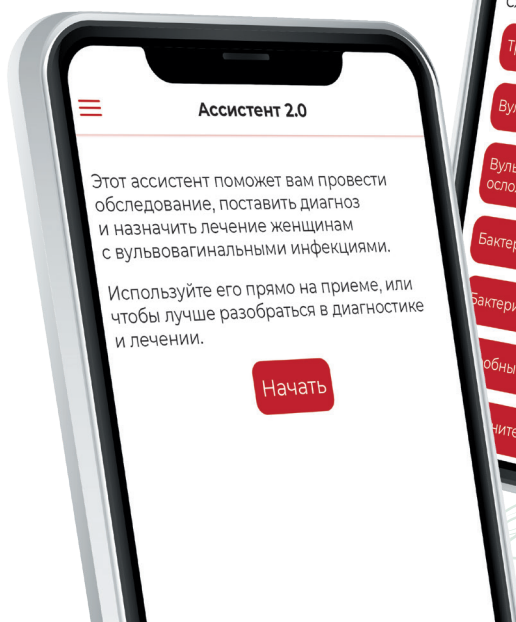 Ассистент 2.0
Этот ассистент поможет вам провести
обследование, поставить диагноз
и назначить лечение женщинам
с вульвовагинальными инфекциями.
Используйте его прямо на приеме, или
чтобы лучше разобраться в диагностике
и лечении.
Начать